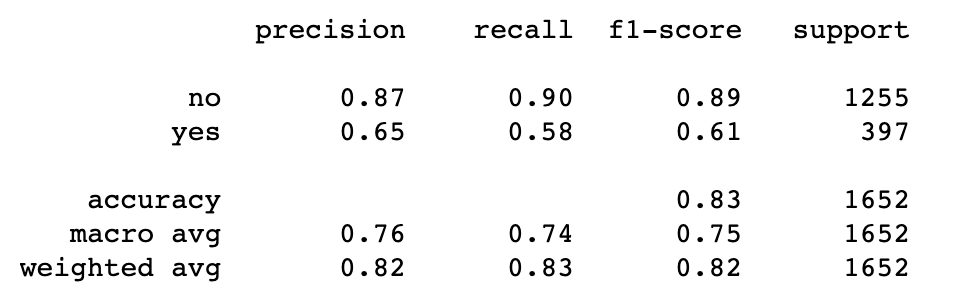 precision recall f1-score support
no 0.87 0.90 0.89 1255
yes 0.65 0.58 0.61 397
accuracy 0.83 1652
macro avg 0.76 0.74 0.75 1652
weighted avg 0.82 0.83 0.82 1652